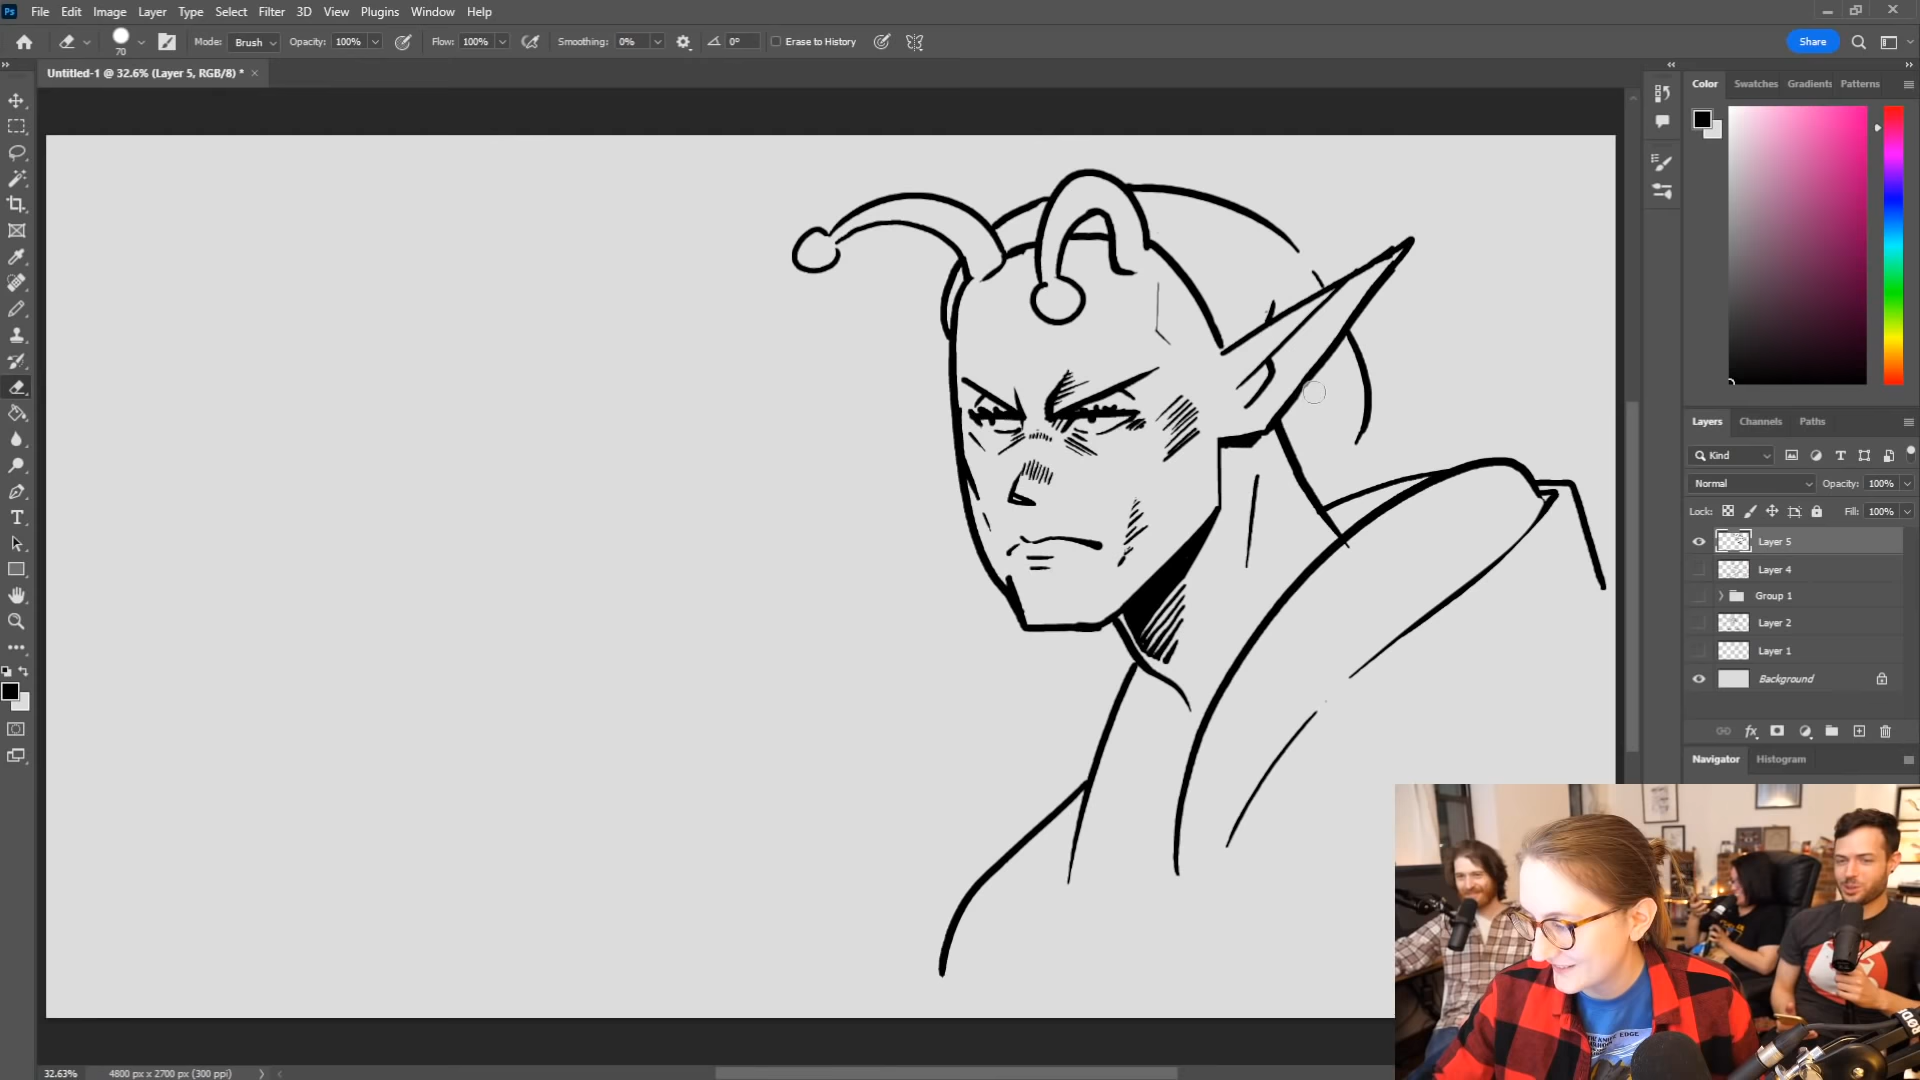 Ps File Edit Image Layer Type Select Filter 3D View Plugins Window Help
70 Mode: Brush Opacity: 100% Flow: 100% Smoothing: 0% 0° Erase to History Share
Untitled-1 @ 32.6% (Layer 5, RGB/8) *
Color Swatches Gradients Patterns
Layers Channels Paths
Kind
Normal Opacity: 100%
Lock: Fill: 100%
Layer 5
Layer 4
Group 1
Layer 2
Layer 1
Background
Navigator Histogram
32.63% 4800 px x 2700 px (300 ppi)
RØDE